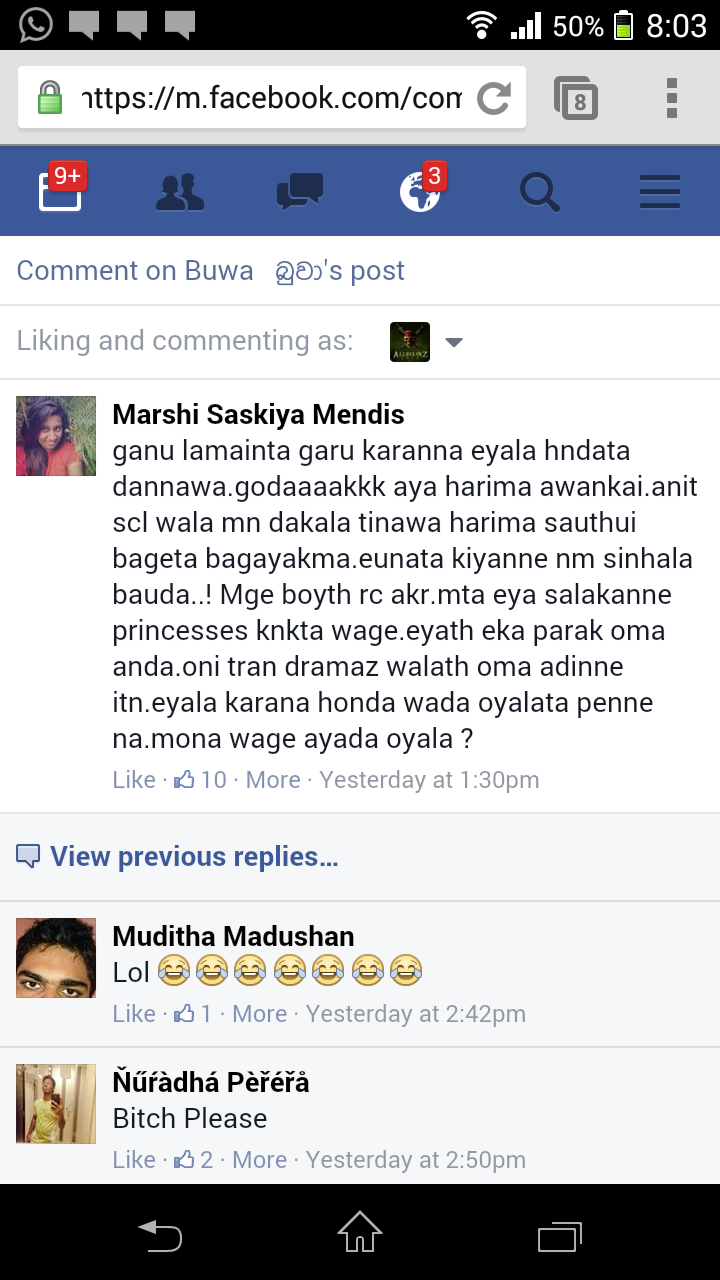 50%
8:03
https://m.facebook.com/com
8
9+
3
Comment on Buwa බුවා's post
Liking and commenting as:
Marshi Saskiya Mendis
ganu lamainta garu karanna eyala hndata
dannawa.godaaaakkk aya harima awankai.anit
scl wala mn dakala tinawa harima sauthui
bageta bagayakma.eunata kiyanne nm sinhala
bauda..! Mge boyth rc akr.mta eya salakanne
princesses knkta wage.eyath eka parak oma
anda.oni tran dramaz walath oma adinne
itn.eyala karana honda wada oyalata penne
na.mona wage ayada oyala ?
Like · 10 · More · Yesterday at 1:30pm
View previous replies...
Muditha Madushan
Lol 😂😂😂😂😂😂😂
Like · 1 · More · Yesterday at 2:42pm
Ňűŕàdhá Pèřéřå
Bitch Please
Like · 2 · More · Yesterday at 2:50pm